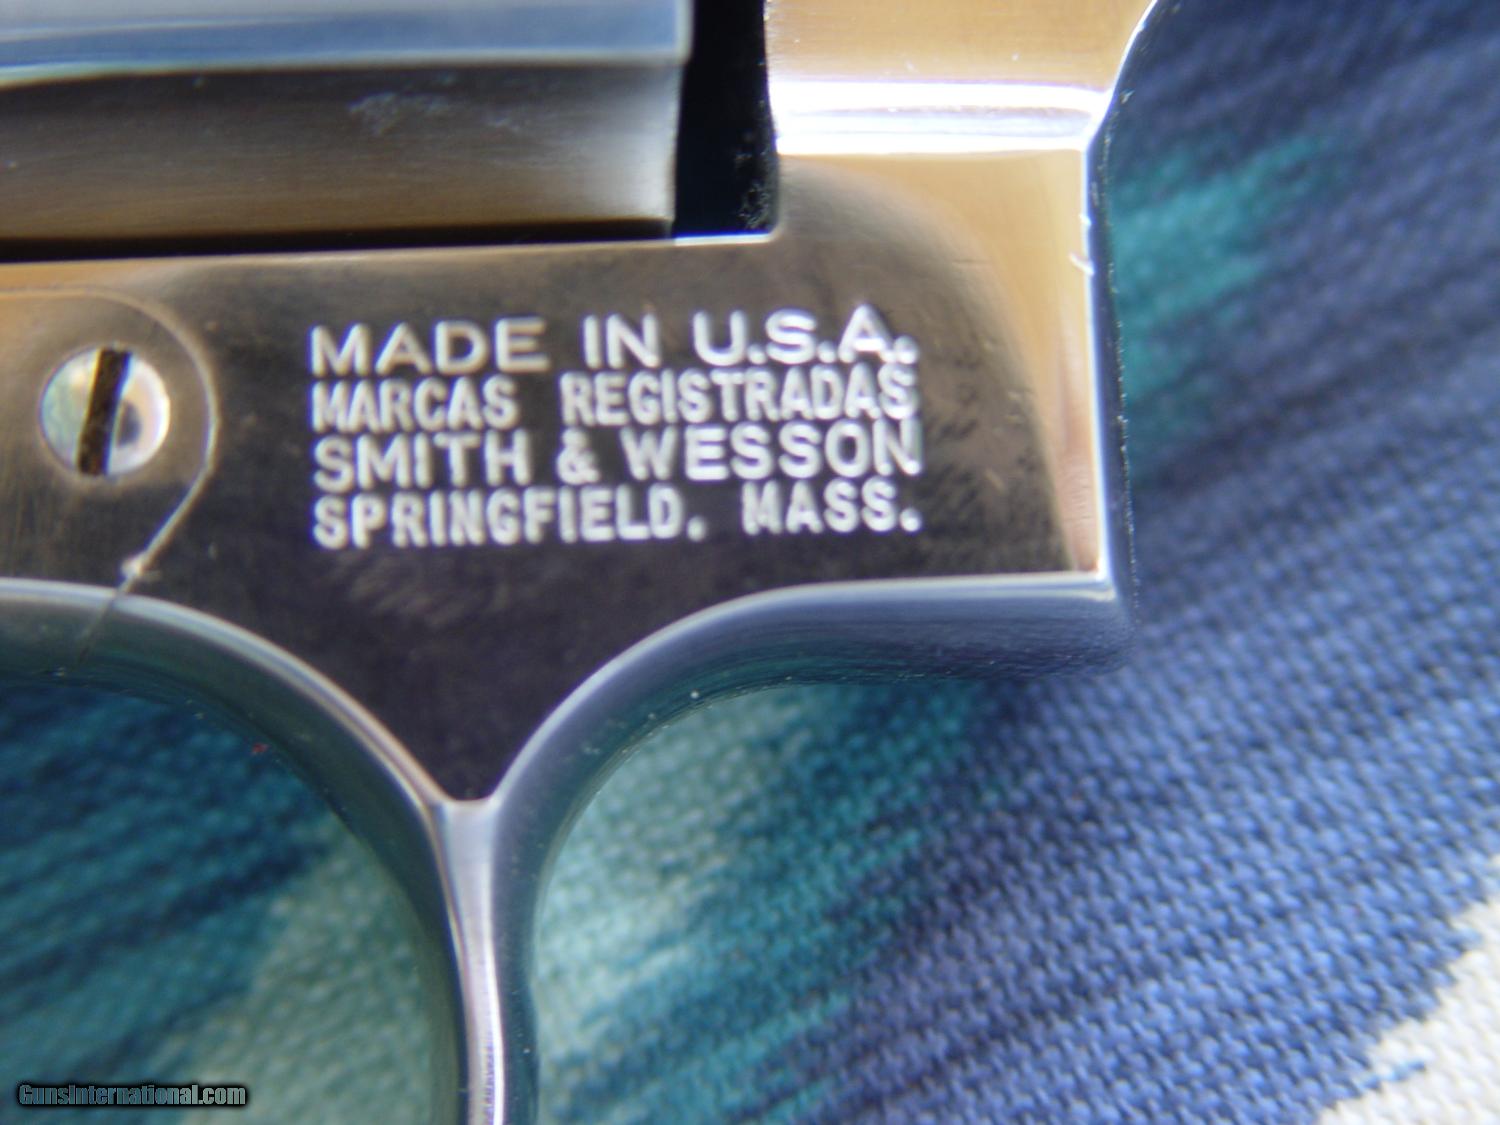 MADE IN U.S.A.
MARCAS REGISTRADAS
SMITH & WESSON
SPRINGFIELD, MASS.
GunsInternational.com